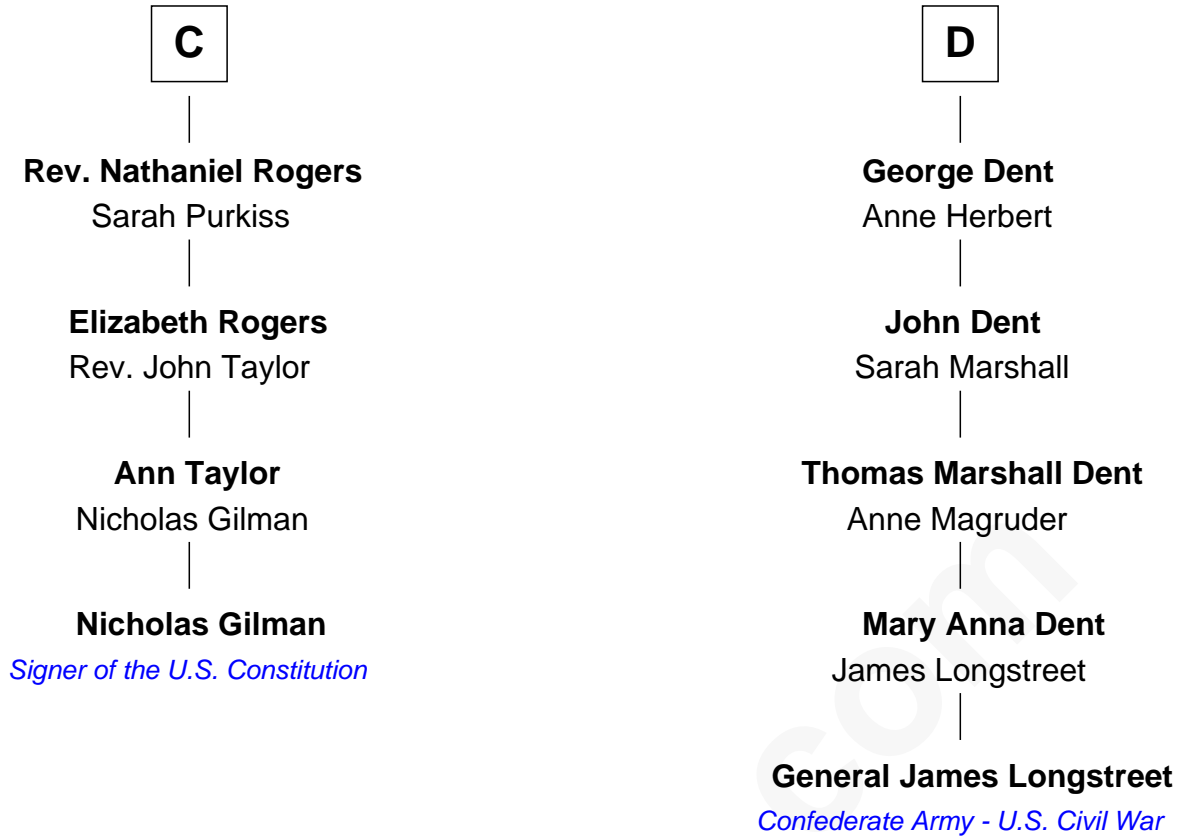 C
Rev. Nathaniel Rogers
Sarah Purkiss
Elizabeth Rogers
Rev. John Taylor
Ann Taylor
Nicholas Gilman
Nicholas Gilman
Signer of the U.S. Constitution
D
George Dent
Anne Herbert
John Dent
Sarah Marshall
Thomas Marshall Dent
Anne Magruder
Mary Anna Dent
James Longstreet
General James Longstreet
Confederate Army - U.S. Civil War
com